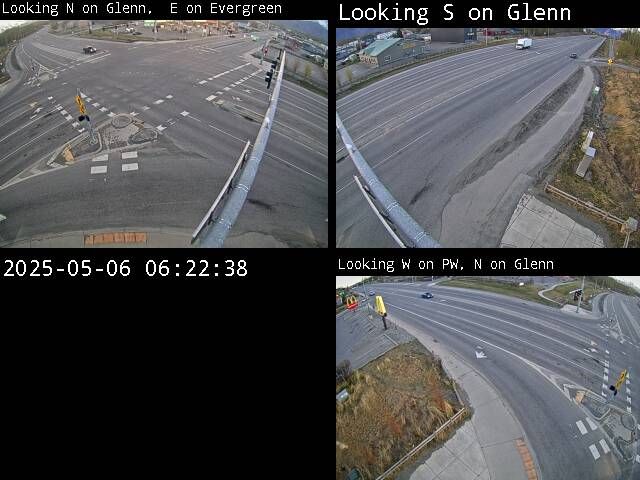 Looking N on Glenn, E on Evergreen
Looking S on Glenn
2025-05-06 06:22:38
Looking W on PW, N on Glenn